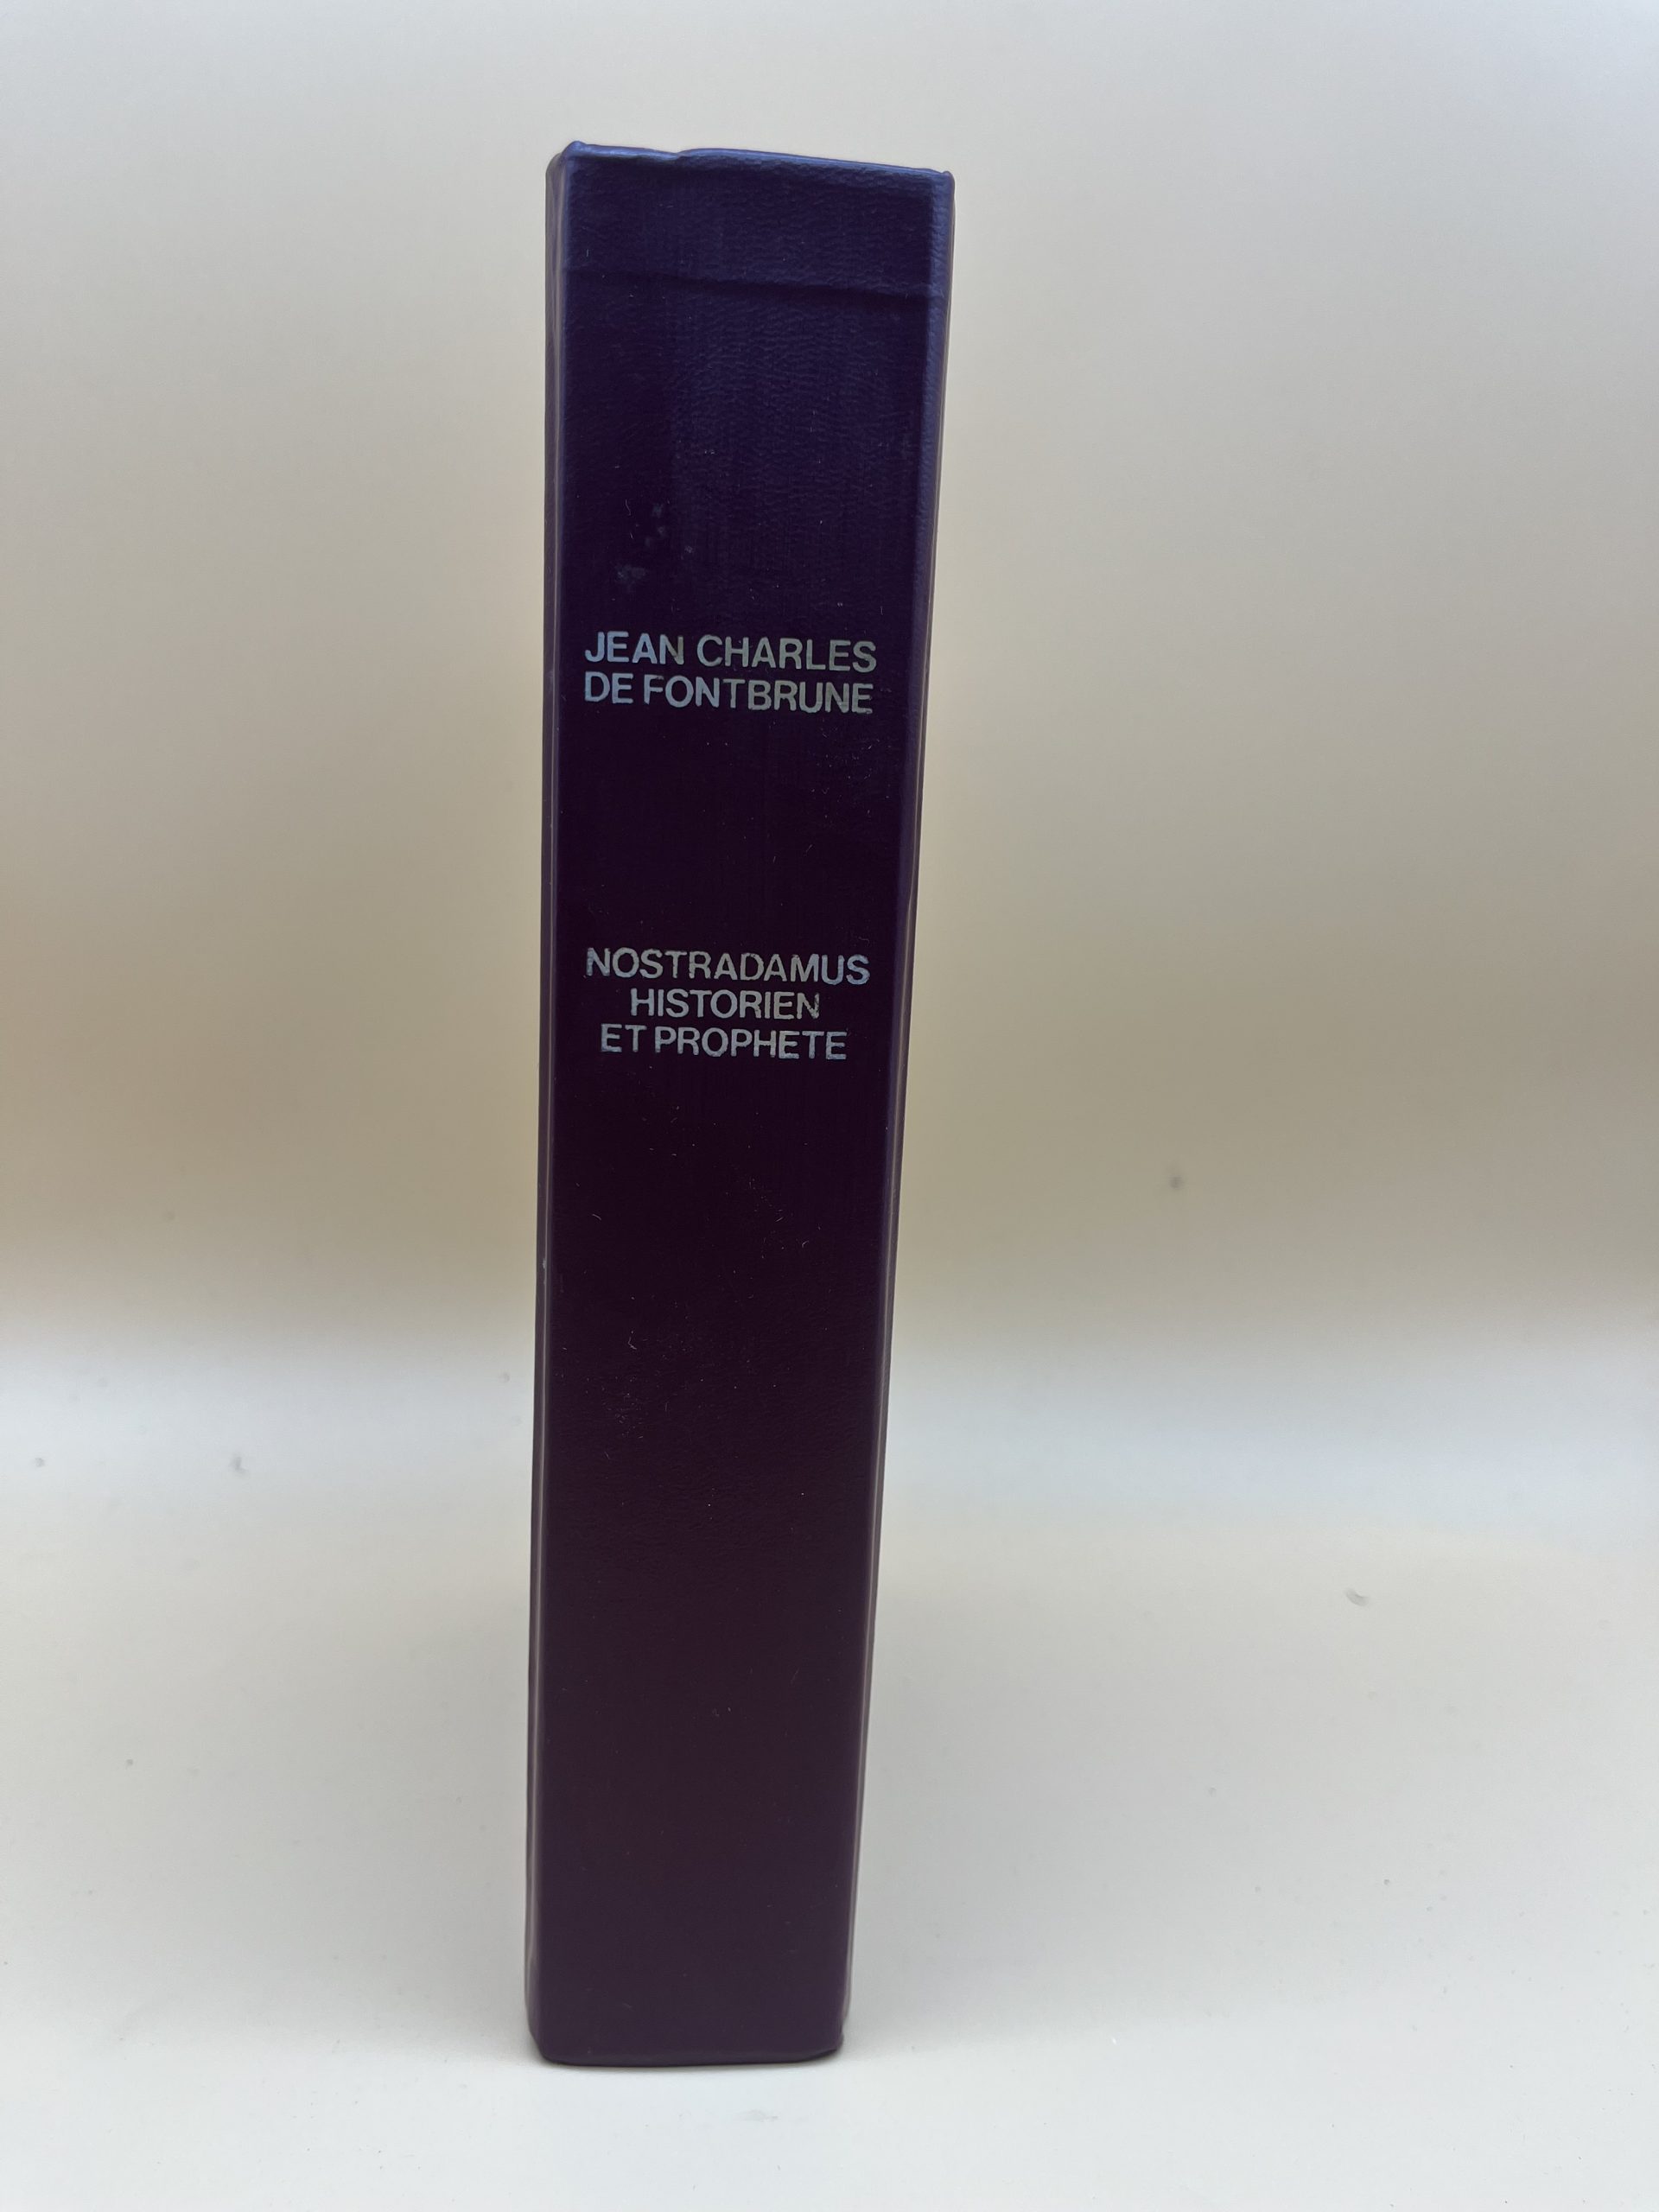 JEAN CHARLES
DE FONTBRUNE
NOSTRADAMUS
HISTORIEN
ET PROPHETE